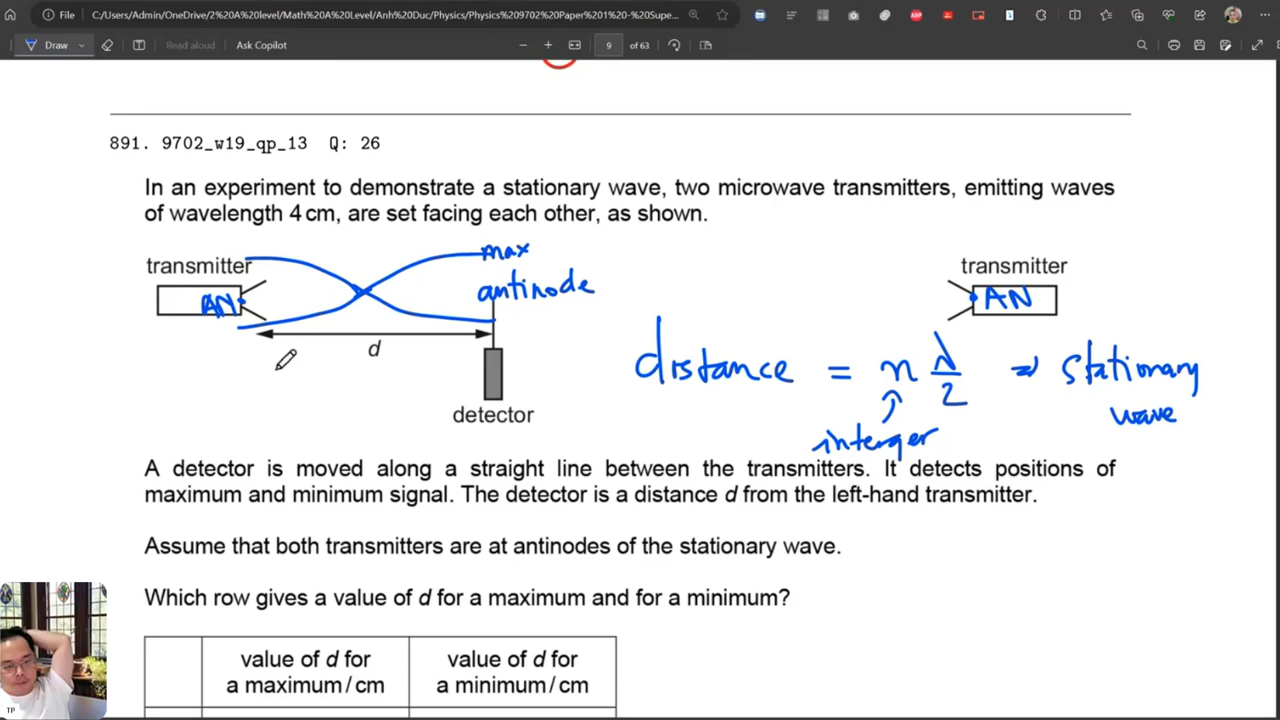 File C:/Users/Admin/OneDrive/2%20A%20level/Math%20A%20Level/Anh%20Duc/Physics/Physics%209702%20Paper%201%20-%20Supe...
Draw Read aloud Ask Copilot 9 of 63
891. 9702_w19_qp_13 Q: 26
In an experiment to demonstrate a stationary wave, two microwave transmitters, emitting waves
of wavelength 4 cm, are set facing each other, as shown.
max
transmitter transmitter
antinode
AN AN
d
distance = n λ/2 ⇒ stationary
wave
detector
interger
A detector is moved along a straight line between the transmitters. It detects positions of
maximum and minimum signal. The detector is a distance d from the left-hand transmitter.
Assume that both transmitters are at antinodes of the stationary wave.
Which row gives a value of d for a maximum and for a minimum?
value of d for value of d for
a maximum / cm a minimum / cm
TP